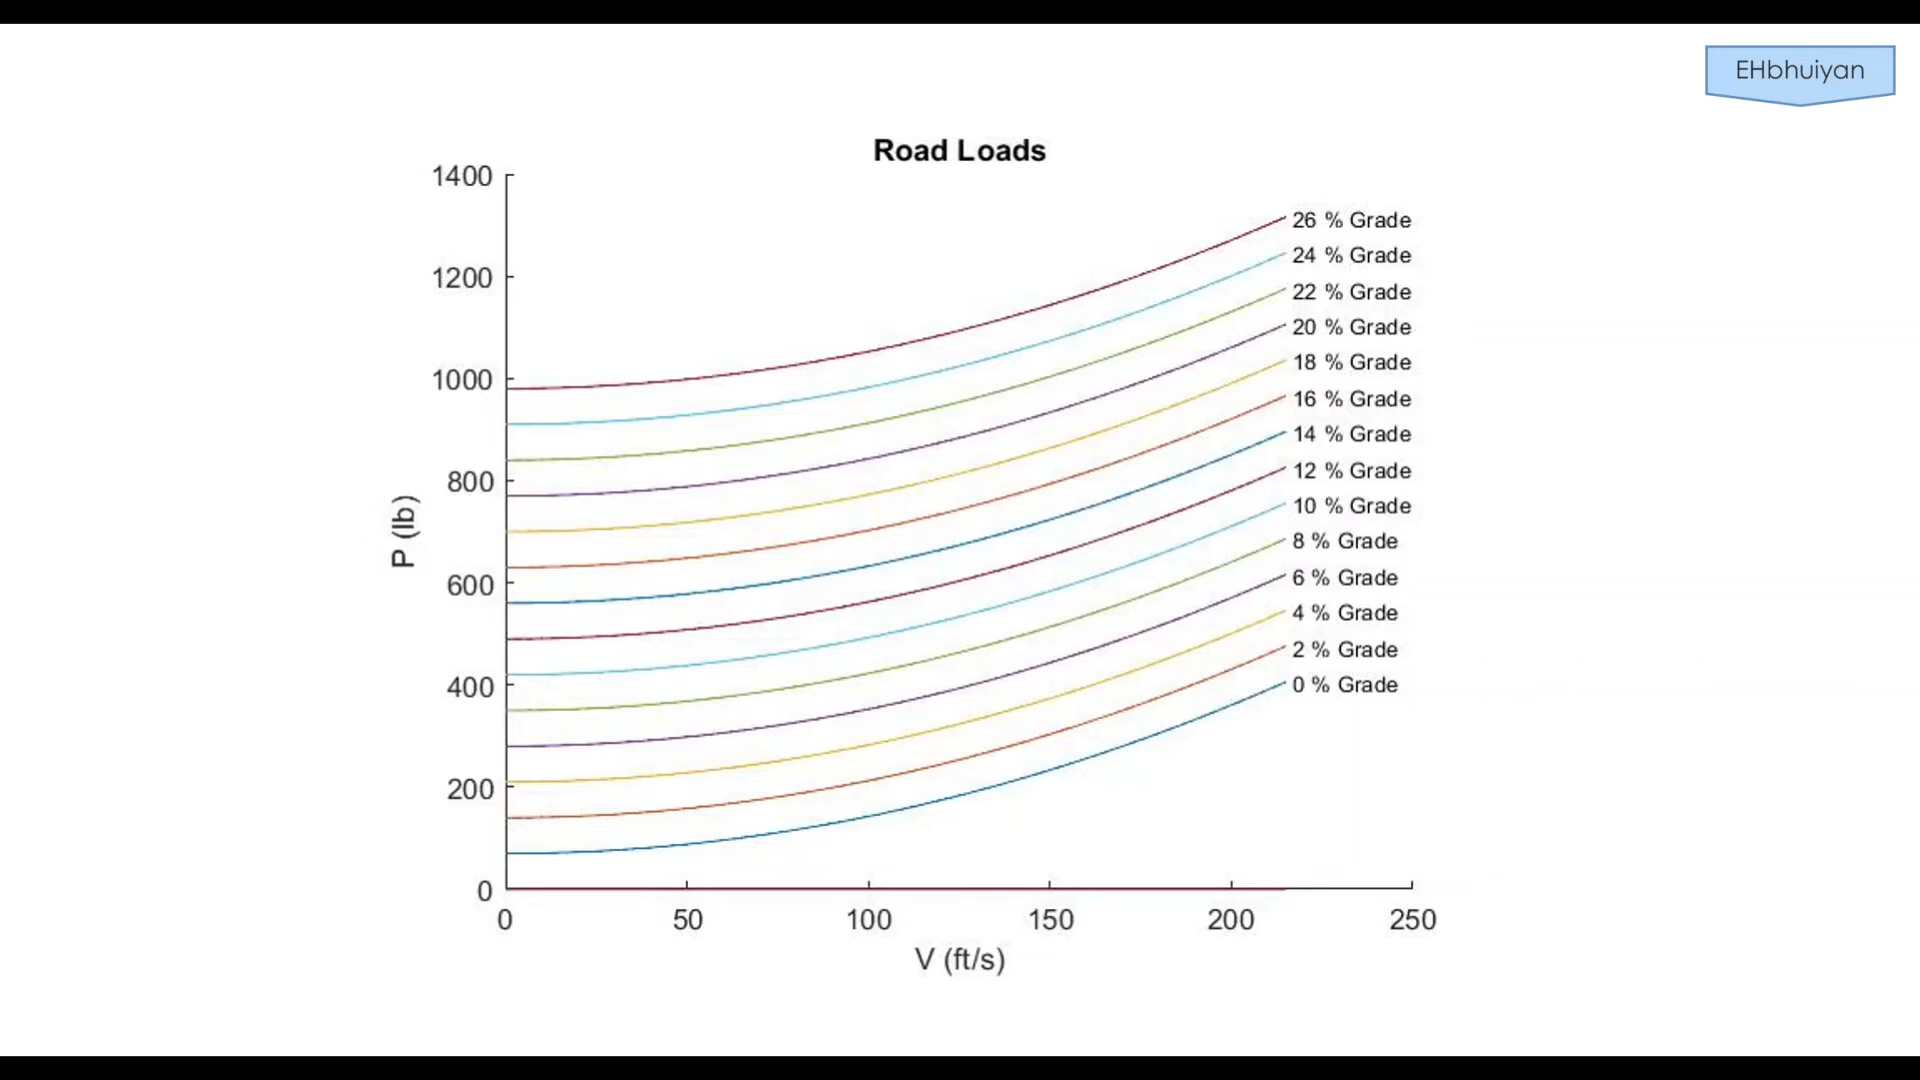 EHbhuiyan
Road Loads
1400
1200
1000
800
600
400
200
0
P (lb)
26 % Grade
24 % Grade
22 % Grade
20 % Grade
18 % Grade
16 % Grade
14 % Grade
12 % Grade
10 % Grade
8 % Grade
6 % Grade
4 % Grade
2 % Grade
0 % Grade
0 50 100 150 200 250
V (ft/s)